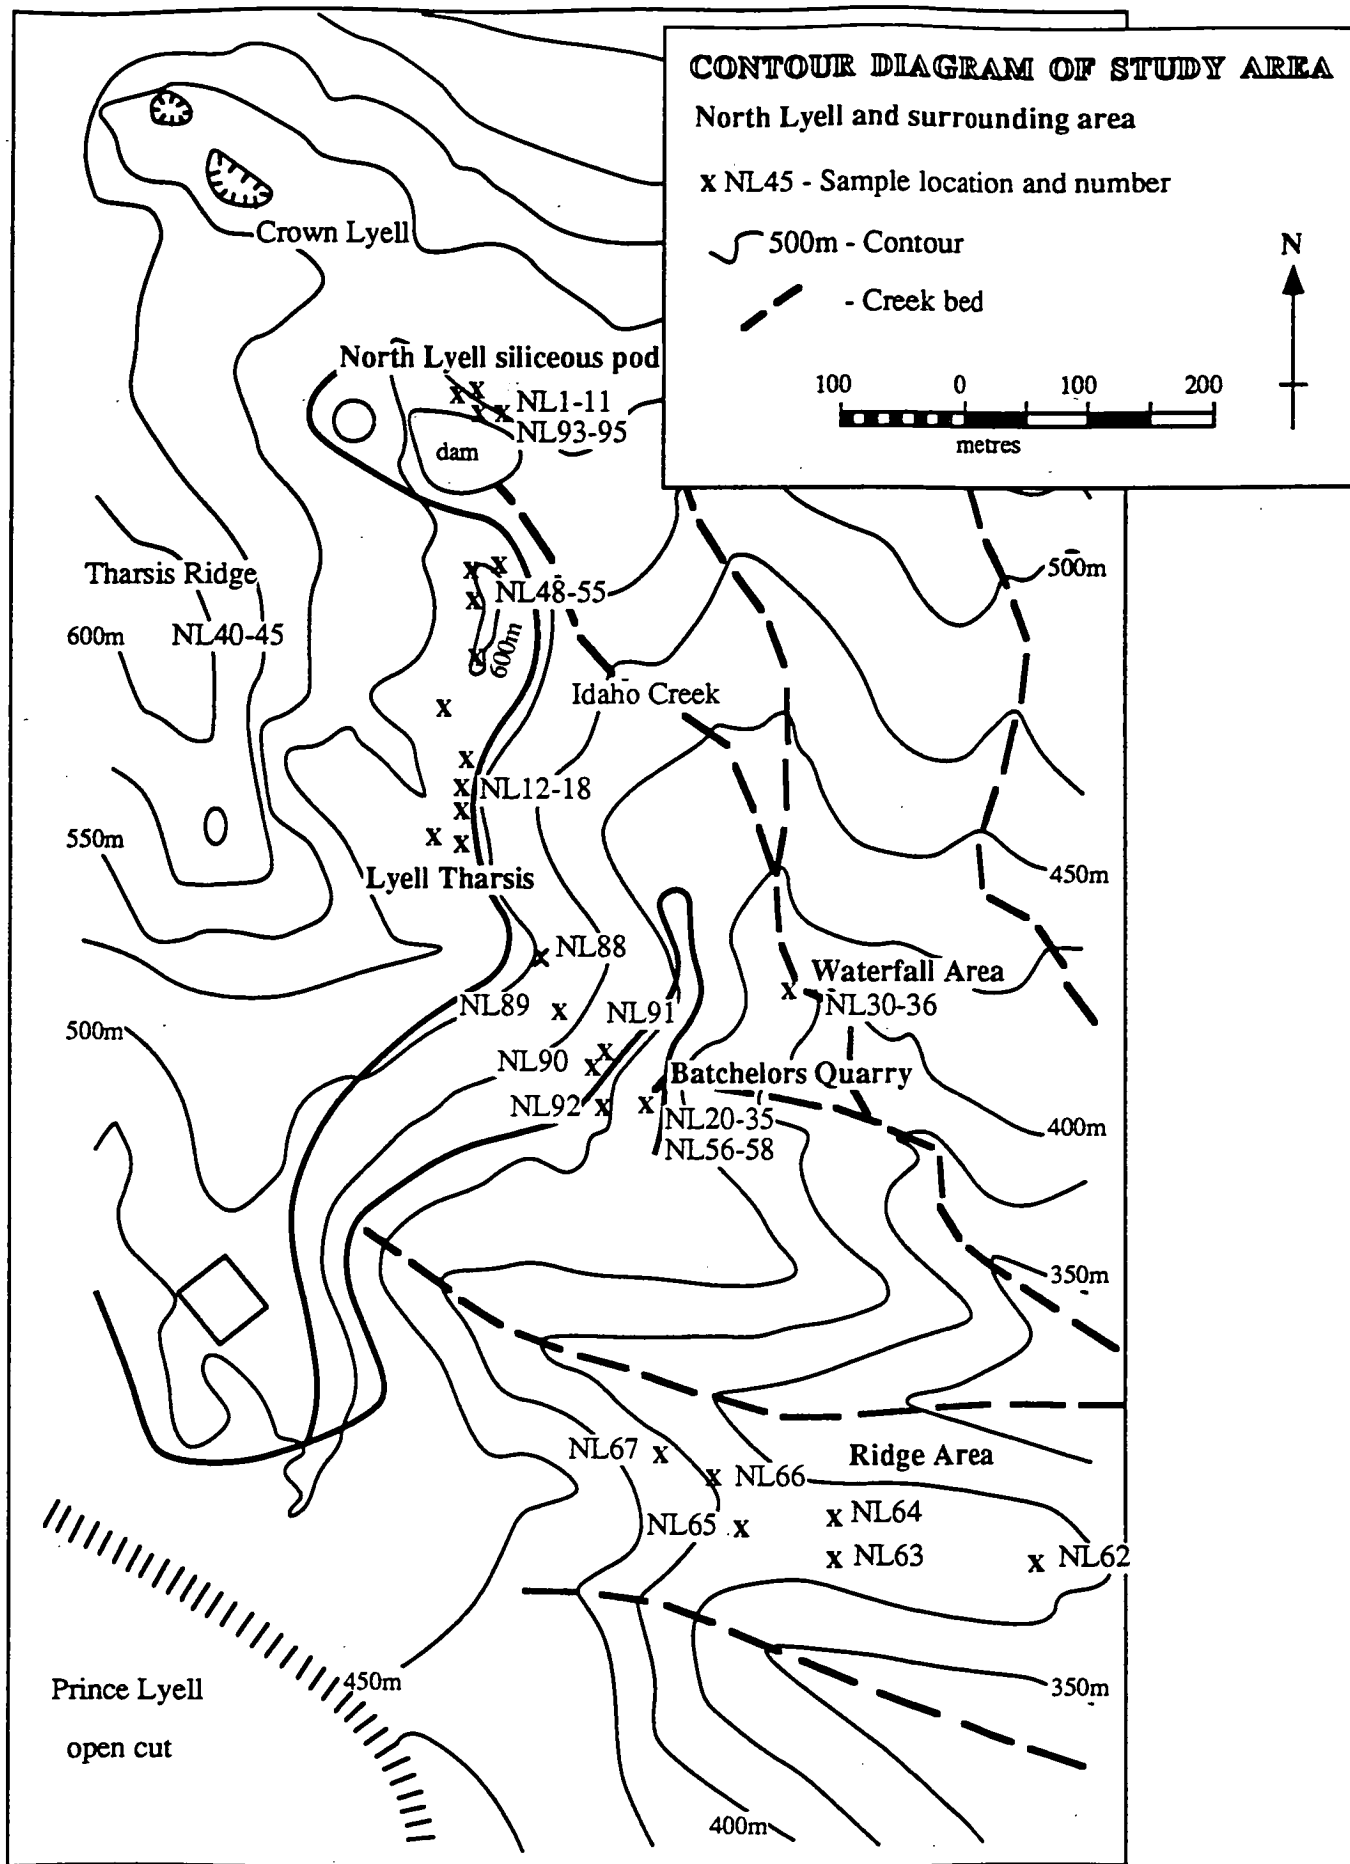 CONTOUR DIAGRAM OF STUDY AREA
North Lyell and surrounding area
x NL45 - Sample location and number
500m - Contour
- Creek bed
N
100 0 100 200
metres
Crown Lyell
North Lyell siliceous pod
NL1-11
NL93-95
dam
Tharsis Ridge
500m
NL48-55
600m
NL40-45
600m
Idaho Creek
NL12-18
550m
Lyell Tharsis
450m
NL88
Waterfall Area
NL89
NL91
NL30-36
500m
NL90
Batchelors Quarry
NL92
NL20-35
400m
NL56-58
350m
NL67
Ridge Area
NL66
NL65
NL64
NL63
NL62
450m
350m
Prince Lyell
open cut
400m